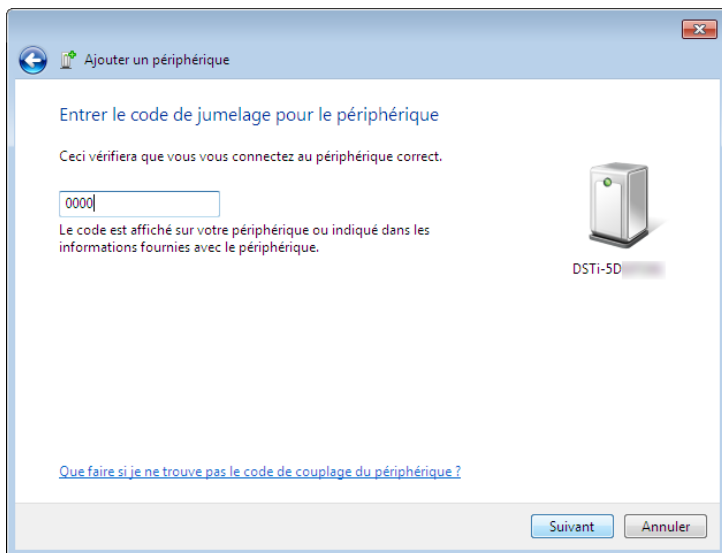 Ajouter un périphérique
Entrer le code de jumelage pour le périphérique
Ceci vérifiera que vous vous connectez au périphérique correct.
0000
Le code est affiché sur votre périphérique ou indiqué dans les
informations fournies avec le périphérique.
DSTi-5D
Que faire si je ne trouve pas le code de couplage du périphérique ?
Suivant
Annuler